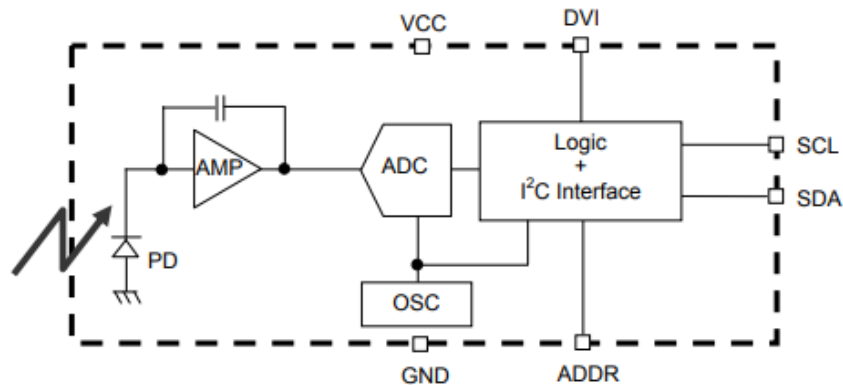 VCC
DVI
AMP
ADC
Logic
+
I²C Interface
SCL
SDA
PD
OSC
GND
ADDR